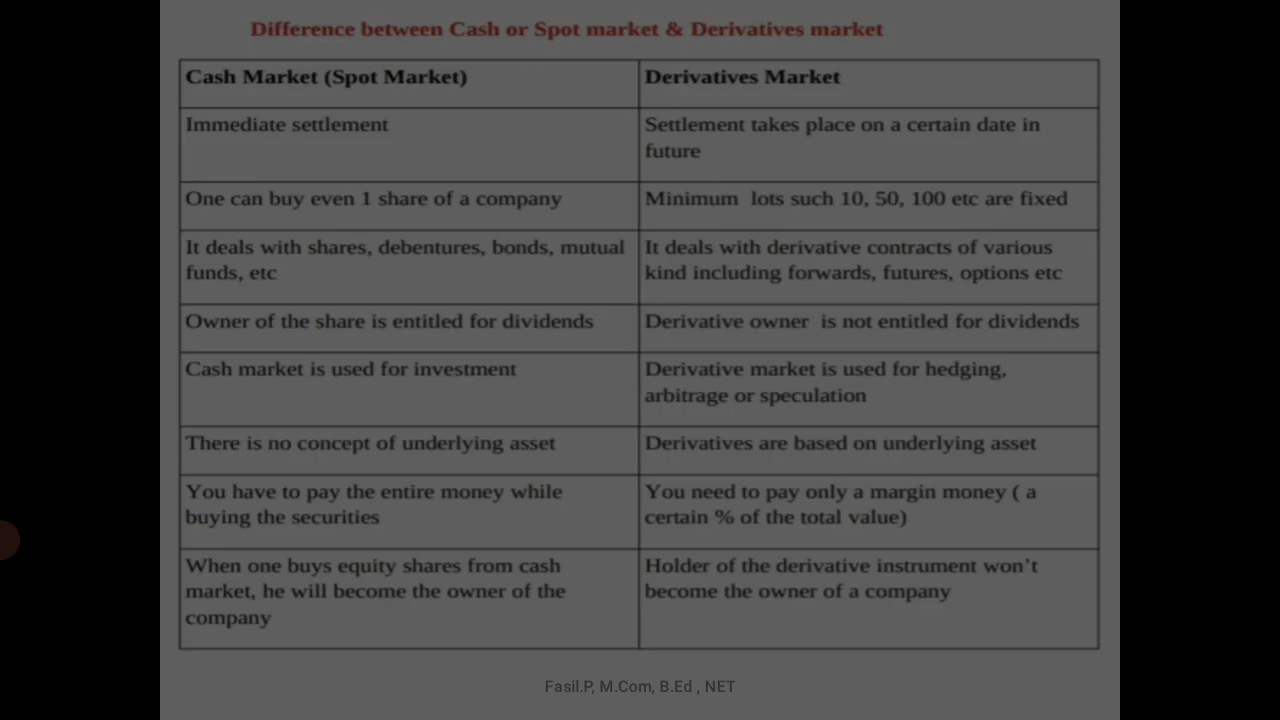 Difference between Cash or Spot market & Derivatives market
Cash Market (Spot Market)
Derivatives Market
Immediate settlement
Settlement takes place on a certain date in
future
One can buy even 1 share of a company
Minimum lots such 10, 50, 100 etc are fixed
It deals with shares, debentures, bonds, mutual
funds, etc
It deals with derivative contracts of various
kind including forwards, futures, options etc
Owner of the share is entitled for dividends
Derivative owner is not entitled for dividends
Cash market is used for investment
Derivative market is used for hedging,
arbitrage or speculation
There is no concept of underlying asset
Derivatives are based on underlying asset
You have to pay the entire money while
buying the securities
You need to pay only a margin money ( a
certain % of the total value)
When one buys equity shares from cash
market, he will become the owner of the
company
Holder of the derivative instrument won't
become the owner of a company
Fasil.P, M.Com, B.Ed , NET